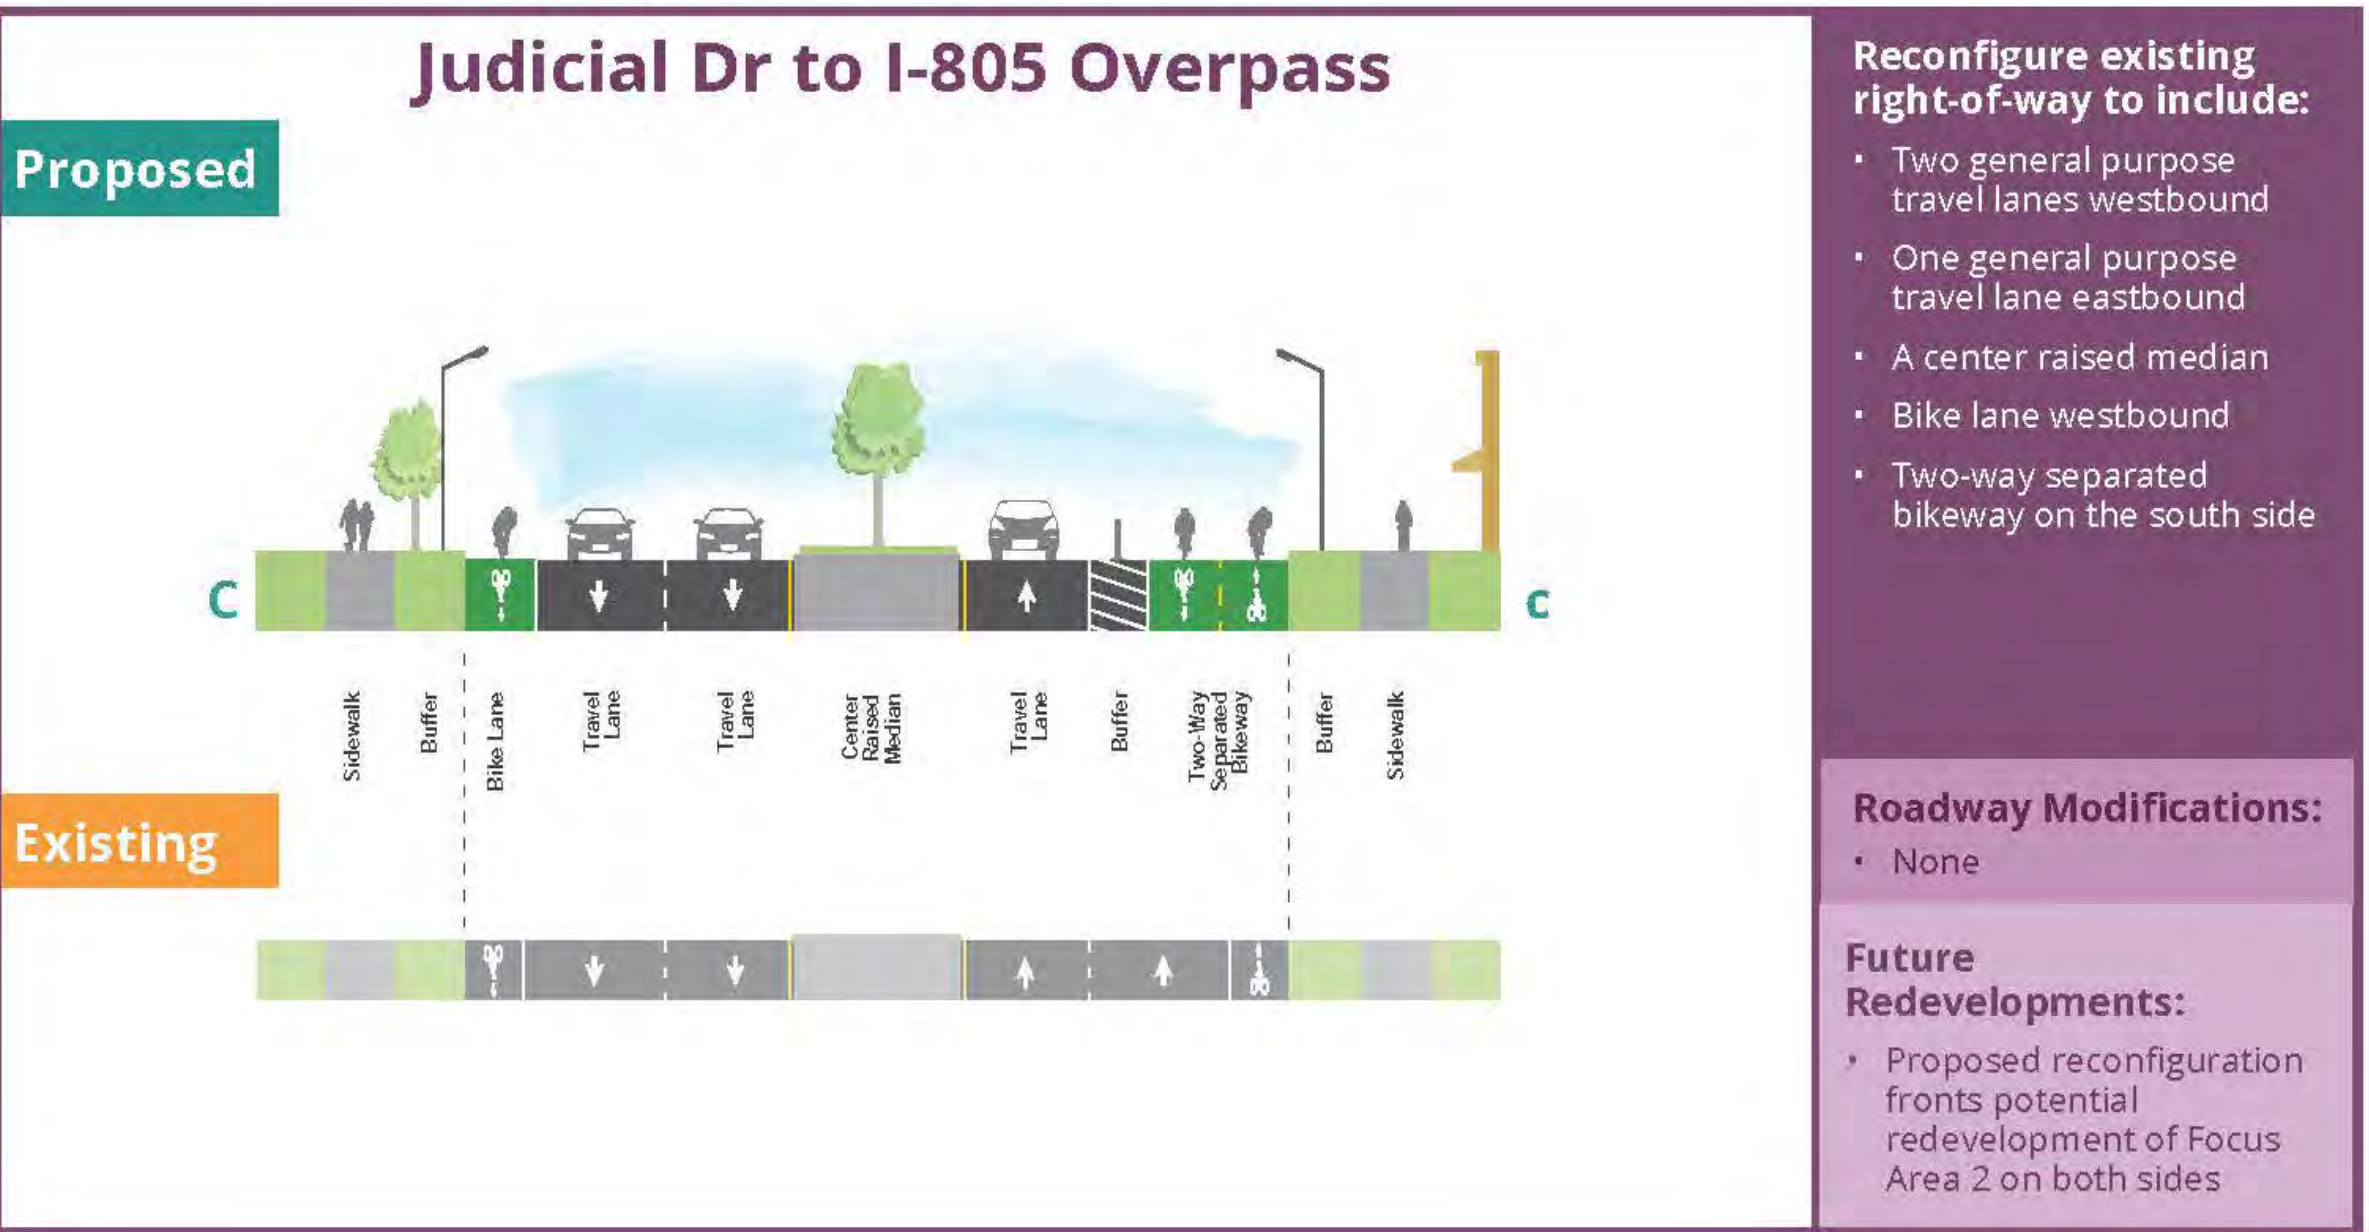 Judicial Dr to I-805 Overpass
Proposed
C
c
Sidewalk
Buffer
Bike Lane
Travel
Lane
Travel
Lane
Center
Raised
Median
Travel
Lane
Buffer
Two-Way
Separated
Bikeway
Buffer
Sidewalk
Existing
Reconfigure existing
right-of-way to include:
• Two general purpose
travel lanes westbound
• One general purpose
travel lane eastbound
• A center raised median
• Bike lane westbound
• Two-way separated
bikeway on the south side
Roadway Modifications:
• None
Future
Redevelopments:
• Proposed reconfiguration
fronts potential
redevelopment of Focus
Area 2 on both sides